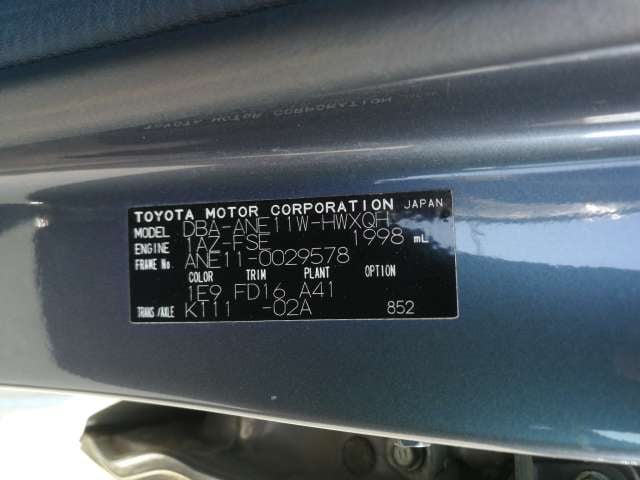 TOYOTA MOTOR CORPORATION JAPAN
MODEL DBA-ANE11W-HWXQH
ENGINE 1AZ-FSE 1998 mL
FRAME No ANE11-0029578
COLOR TRIM PLANT OPTION
1E9 FD16 A41
TRANS/AXLE K111 -02A 852